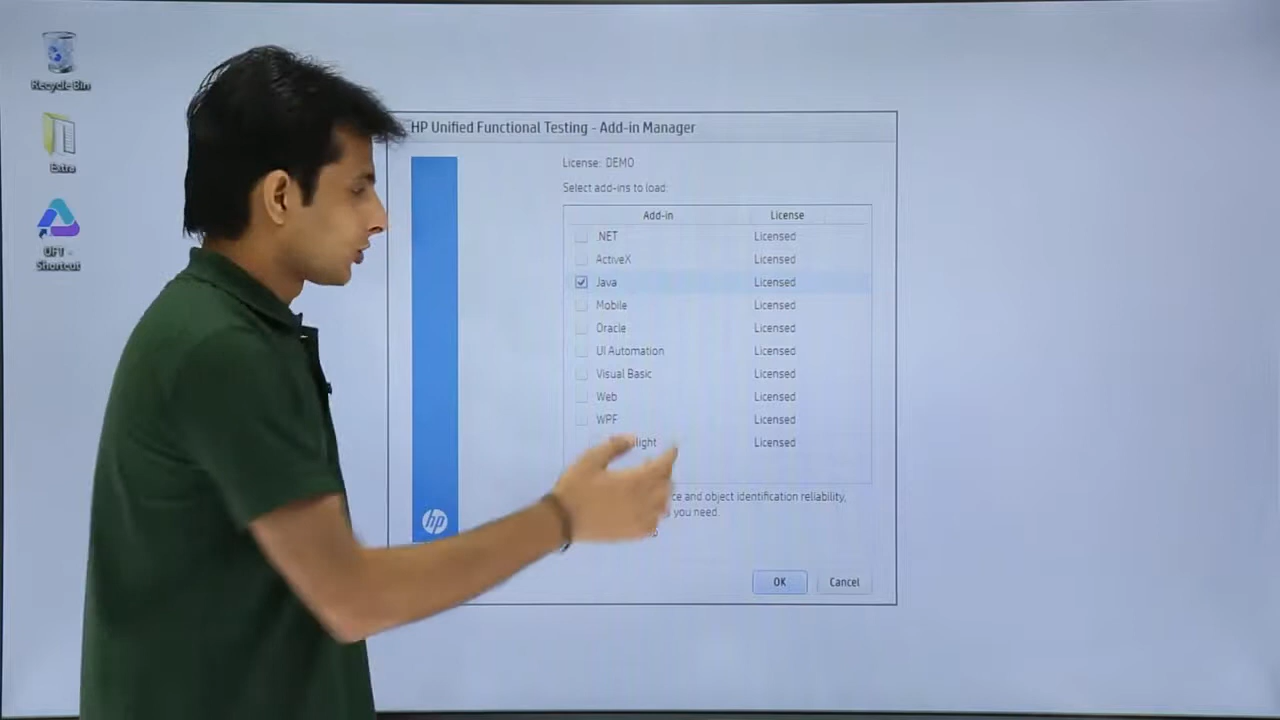 Recycle Bin
Extra
UFT -
Shortcut
HP Unified Functional Testing - Add-in Manager
License: DEMO
Select add-ins to load:
Add-in License
.NET Licensed
ActiveX Licensed
Java Licensed
Mobile Licensed
Oracle Licensed
UI Automation Licensed
Visual Basic Licensed
Web Licensed
WPF Licensed
light Licensed
ce and object identification reliability,
you need.
hp
OK Cancel